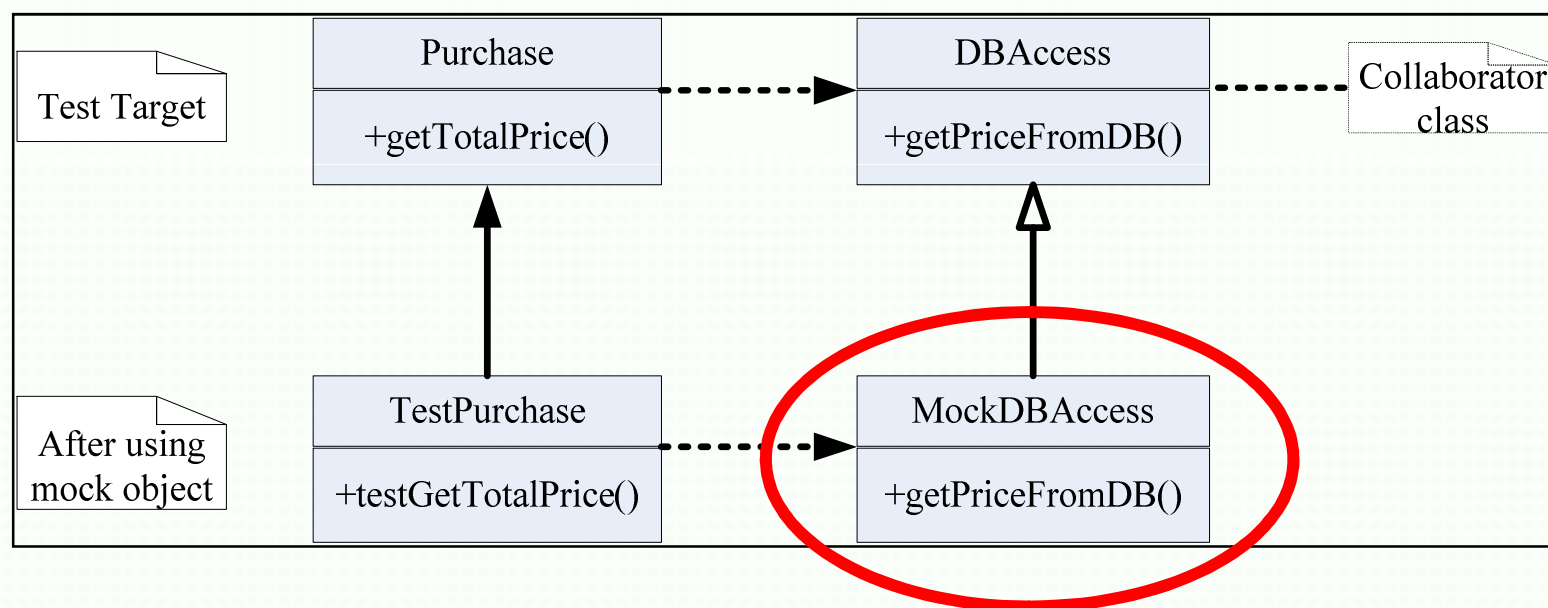 Purchase
DBAccess
Test Target
Collaborator
class
+getTotalPrice()
+getPriceFromDB()
TestPurchase
MockDBAccess
After using
mock object
+testGetTotalPrice()
+getPriceFromDB()